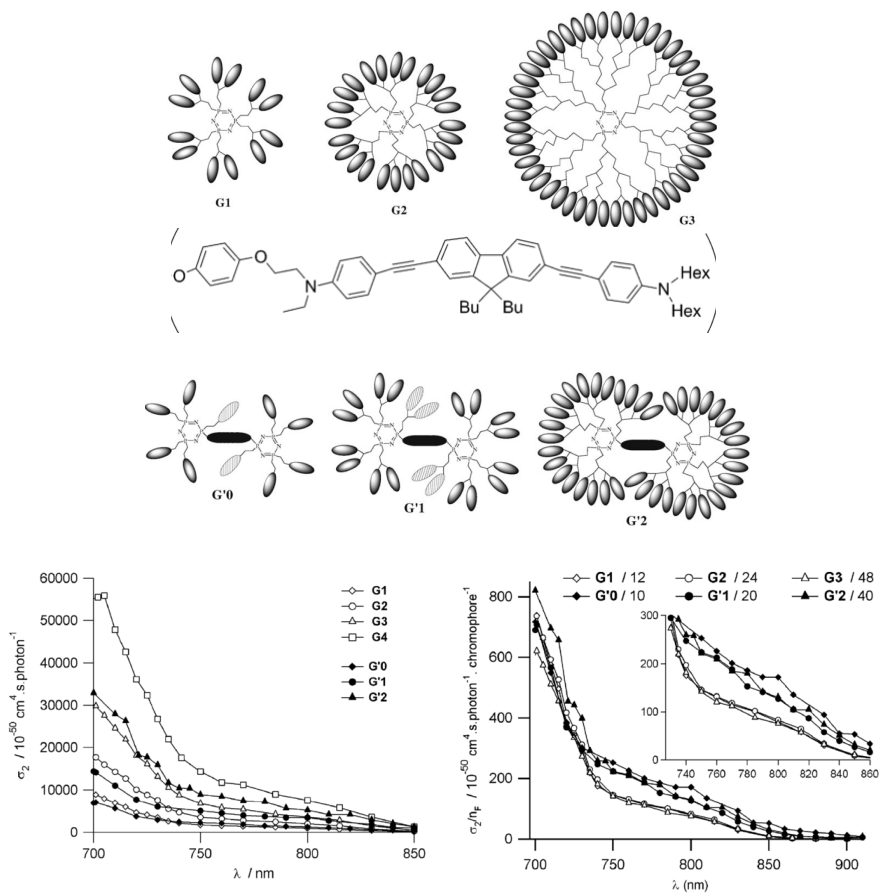 G1
G2
G3
O
O
N
Bu Bu
N
Hex
Hex
G'0
G'1
G'2
60000
50000
40000
30000
20000
10000
0
σ₂ / 10⁻⁵⁰ cm⁴.s.photon⁻¹
700 750 800 850
λ / nm
G1
G2
G3
G4
G'0
G'1
G'2
G1 / 12 G2 / 24 G3 / 48
G'0 / 10 G'1 / 20 G'2 / 40
800
600
400
200
0
σ₂/nF / 10⁻⁵⁰ cm⁴.s.photon⁻¹. chromophore⁻¹
700 750 800 850 900
λ (nm)
300
200
100
0
740 760 780 800 820 840 860